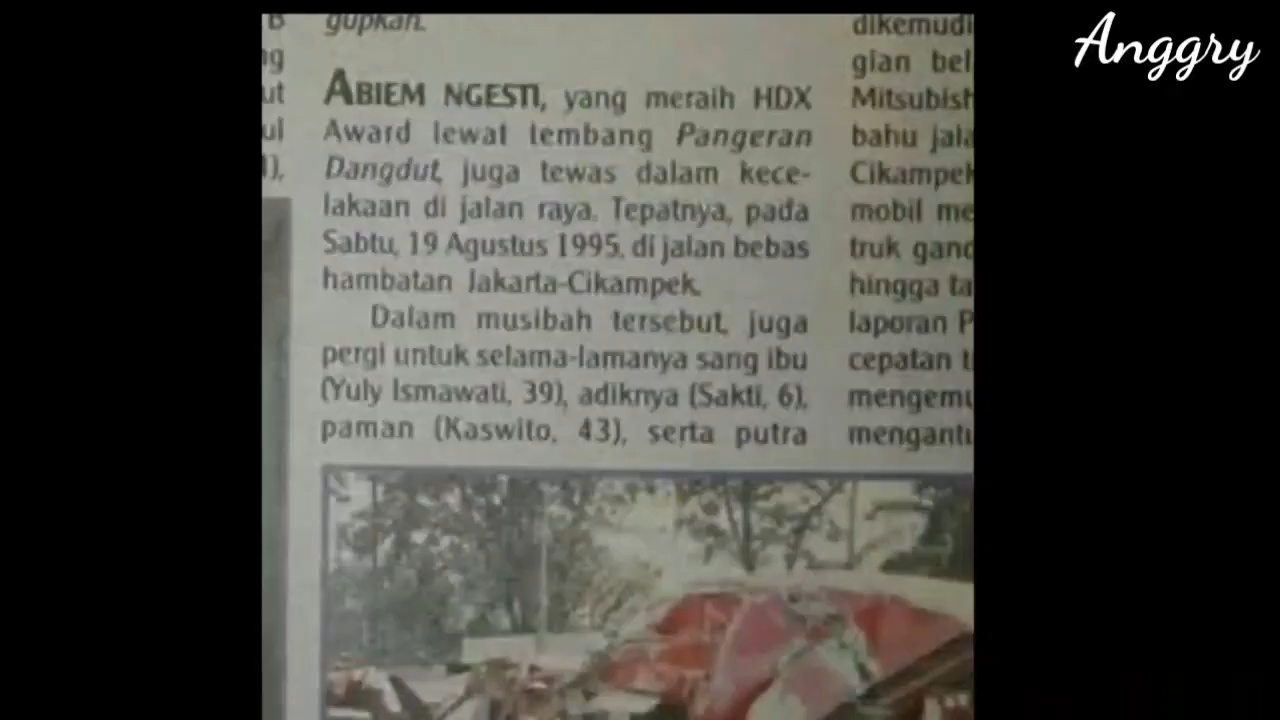 Anggry
gupkan.
ABIEM NGESTI, yang meraih HDX
Award lewat tembang Pangeran
Dangdut, juga tewas dalam kece-
lakaan di jalan raya. Tepatnya, pada
Sabtu, 19 Agustus 1995, di jalan bebas
hambatan Jakarta-Cikampek.
Dalam musibah tersebut, juga
pergi untuk selama-lamanya sang ibu
(Yuly Ismawati, 39), adiknya (Sakti, 6),
paman (Kaswito, 43), serta putra
dikemudi
gian bel
Mitsubish
bahu jala
Cikampek
mobil me
truk gand
hingga ta
laporan P
cepatan t
mengemu
mengantu